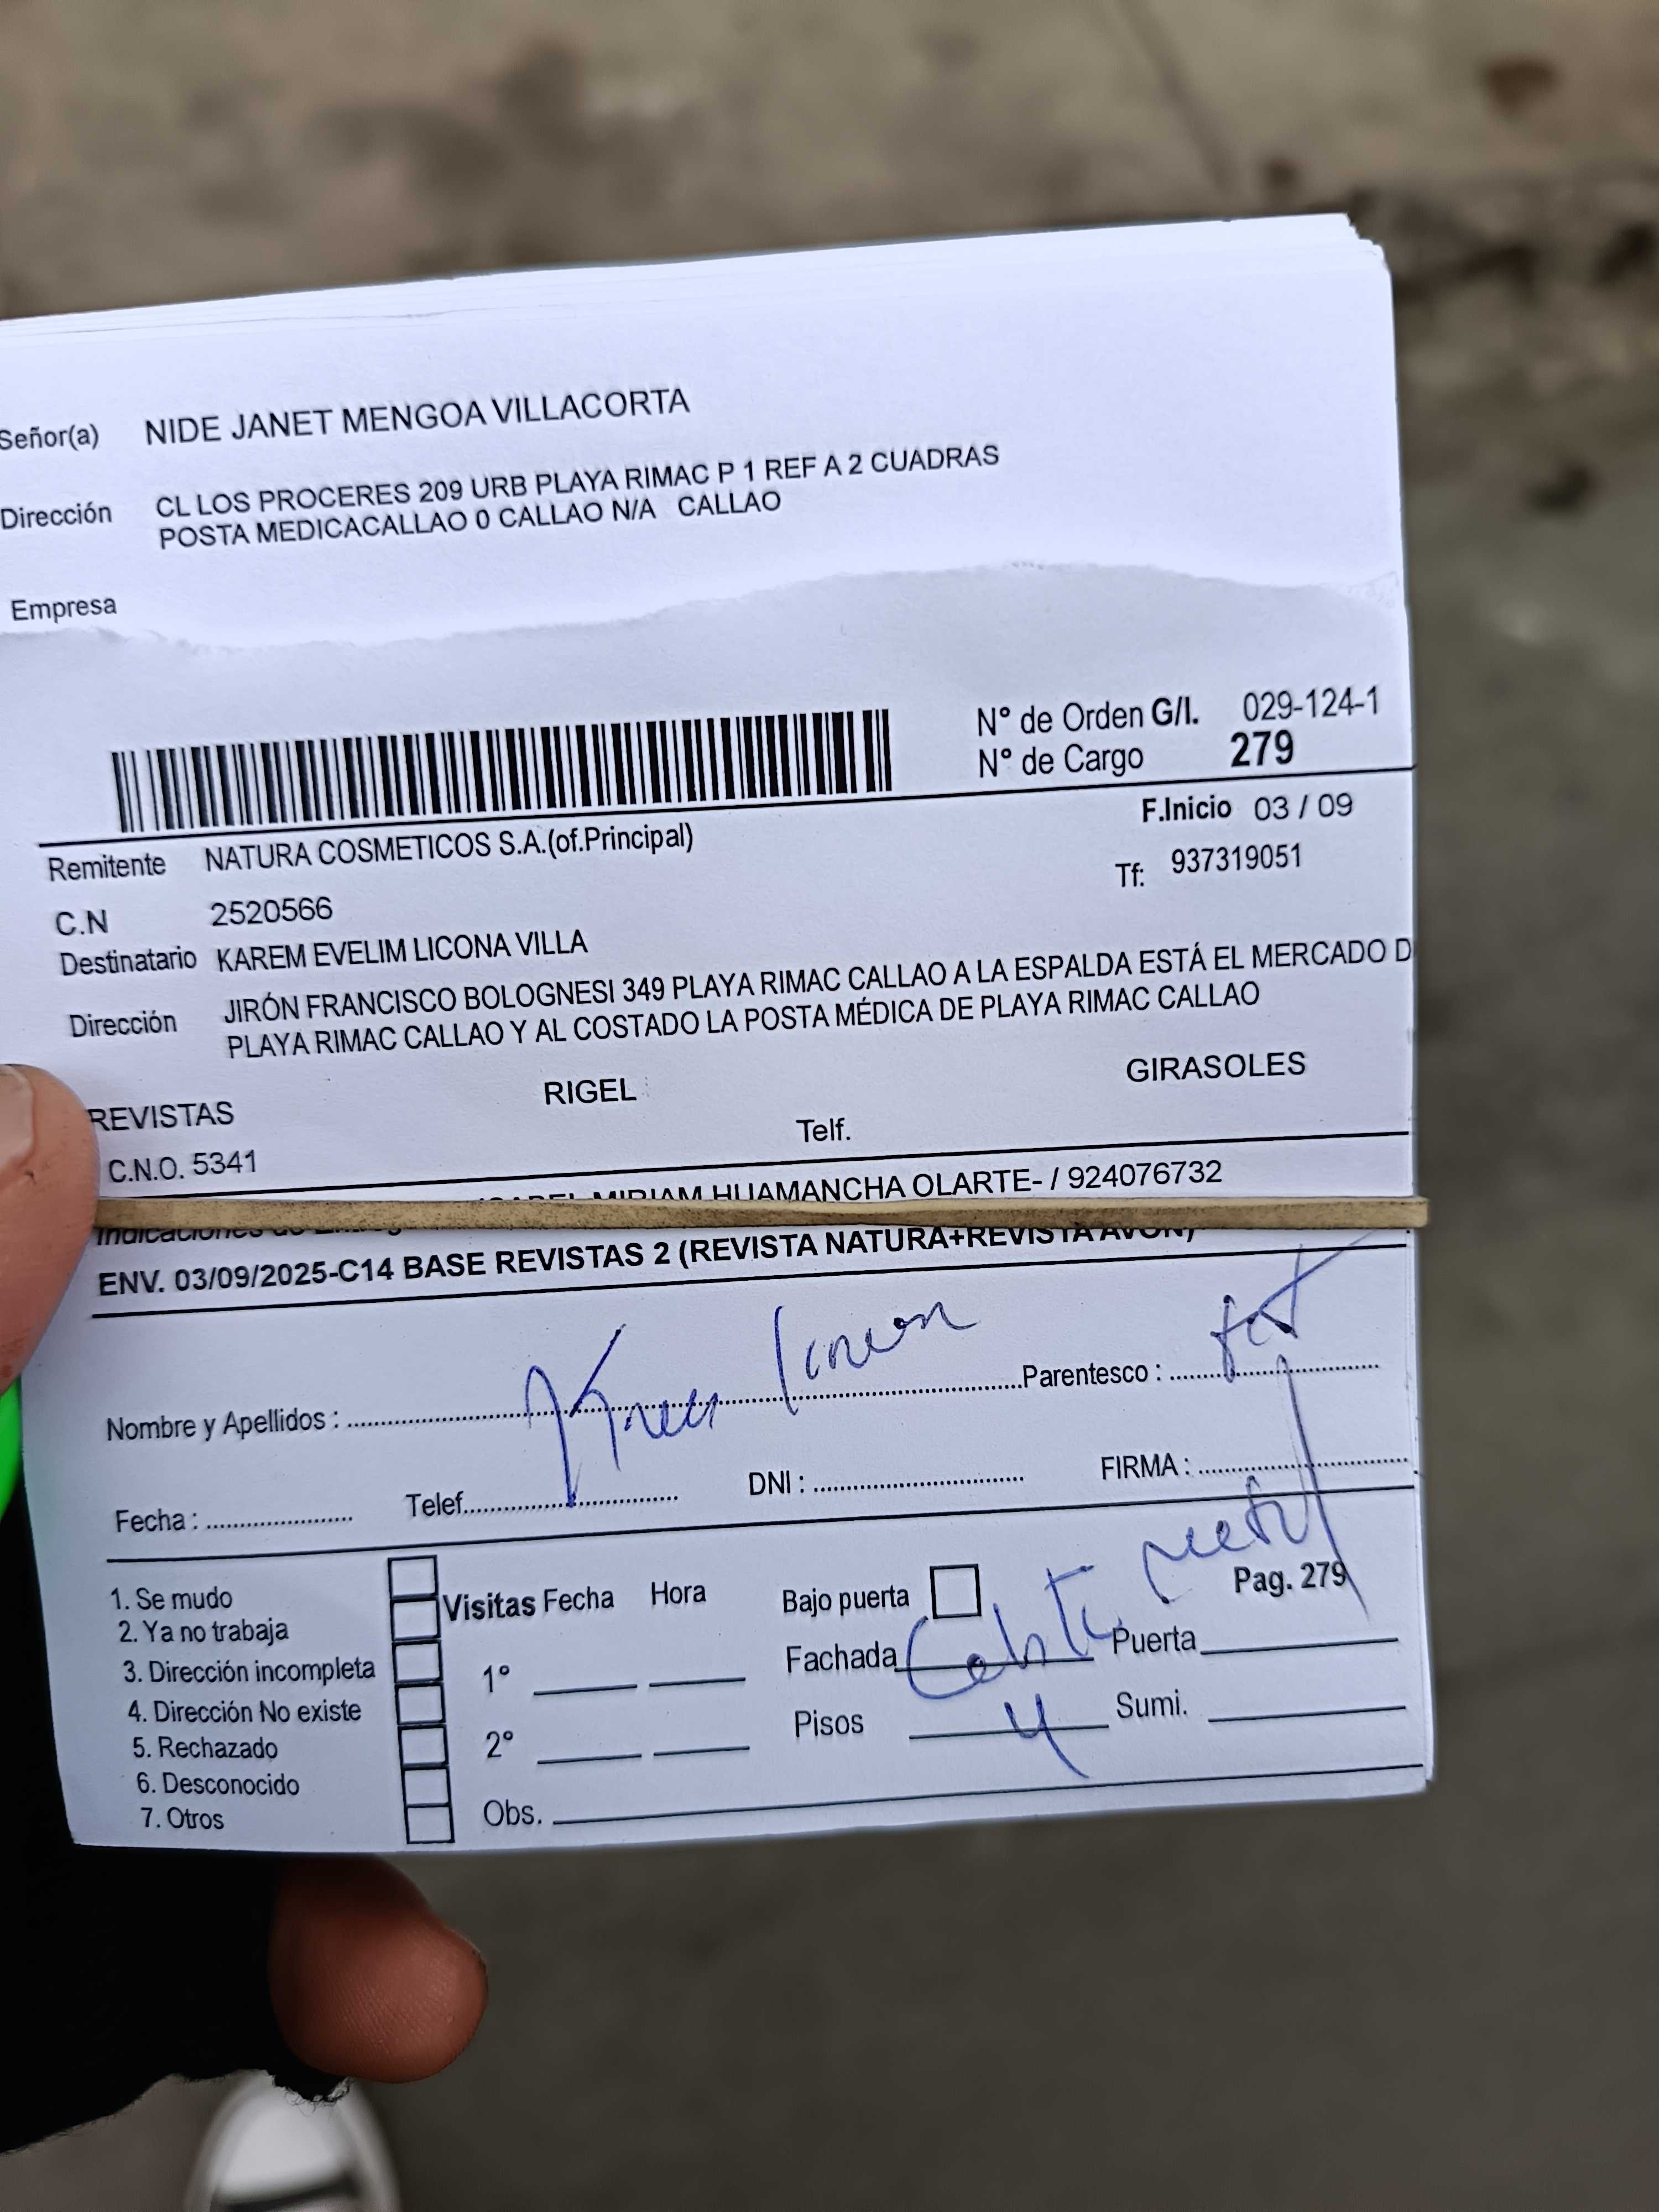 Señor(a) NIDE JANET MENGOA VILLACORTA
Dirección CL LOS PROCERES 209 URB PLAYA RIMAC P 1 REF A 2 CUADRAS
POSTA MEDICACALLAO 0 CALLAO N/A CALLAO
Empresa
N° de Orden G/I. 029-124-1
N° de Cargo 279
F.Inicio 03 / 09
Remitente NATURA COSMETICOS S.A.(of.Principal)
Tf: 937319051
C.N 2520566
Destinatario KAREM EVELIM LICONA VILLA
Dirección JIRÓN FRANCISCO BOLOGNESI 349 PLAYA RIMAC CALLAO A LA ESPALDA ESTÁ EL MERCADO D
PLAYA RIMAC CALLAO Y AL COSTADO LA POSTA MÉDICA DE PLAYA RIMAC CALLAO
REVISTAS RIGEL GIRASOLES
C.N.O. 5341 Telf.
MIRIAM HUAMANCHA OLARTE- / 924076732
Indicaciones de
ENV. 03/09/2025-C14 BASE REVISTAS 2 (REVISTA NATURA+REVISTA AVON)
Nombre y Apellidos : Parentesco :
Fecha : Telef. DNI : FIRMA :
1. Se mudo
2. Ya no trabaja
3. Dirección incompleta
4. Dirección No existe
5. Rechazado
6. Desconocido
7. Otros
Visitas Fecha Hora
1°
2°
Obs.
Bajo puerta Pag. 279
Fachada Puerta
Pisos 4 Sumi.